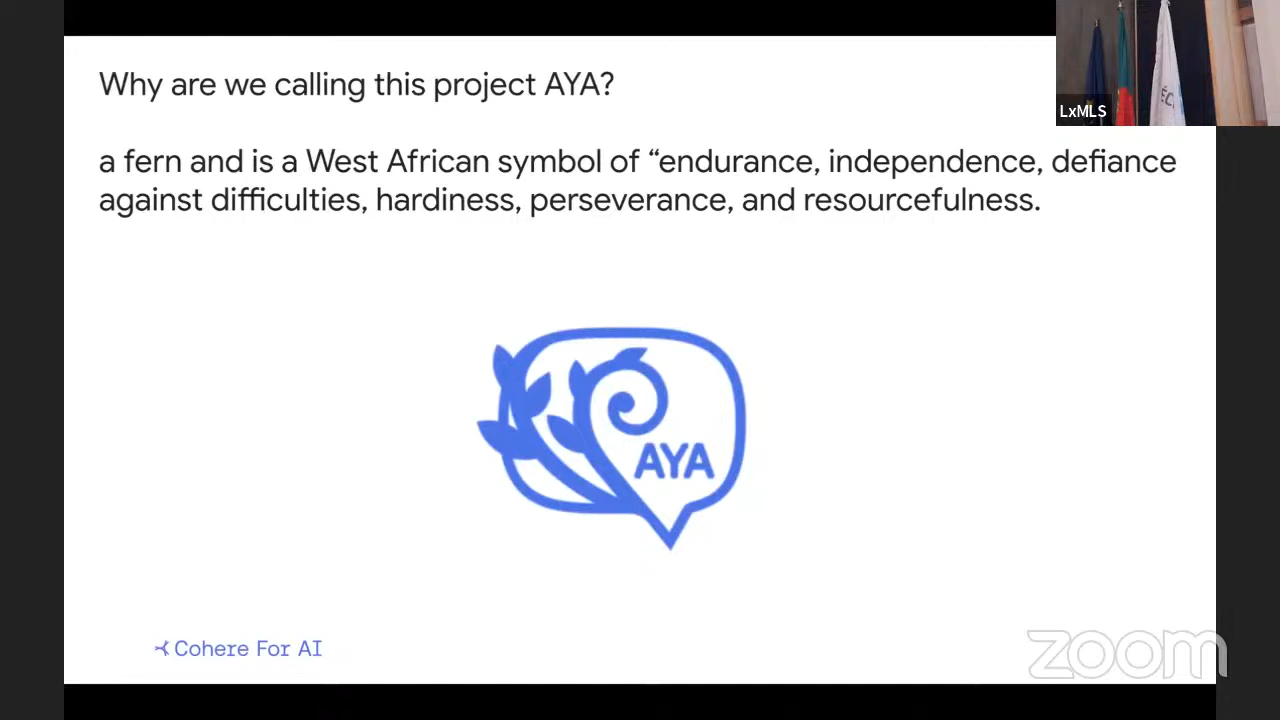 Why are we calling this project AYA?
a fern and is a West African symbol of “endurance, independence, defiance
against difficulties, hardiness, perseverance, and resourcefulness.
AYA
Cohere For AI
LxMLS
ÉC
zoom